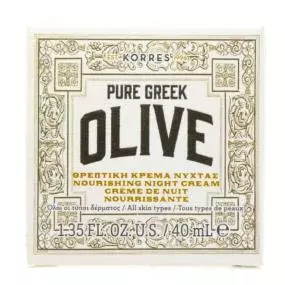 KORRES
PURE GREEK
OLIVE
ΘΡΕΠΤΙΚΗ ΚΡΕΜΑ ΝΥΧΤΑΣ
NOURISHING NIGHT CREAM
CRÈME DE NUIT
NOURRISSANTE
Όλοι οι τύποι δέρματος / All skin types / Tous types de peaux
1.35 FL. OZ. U.S. / 40 mL e